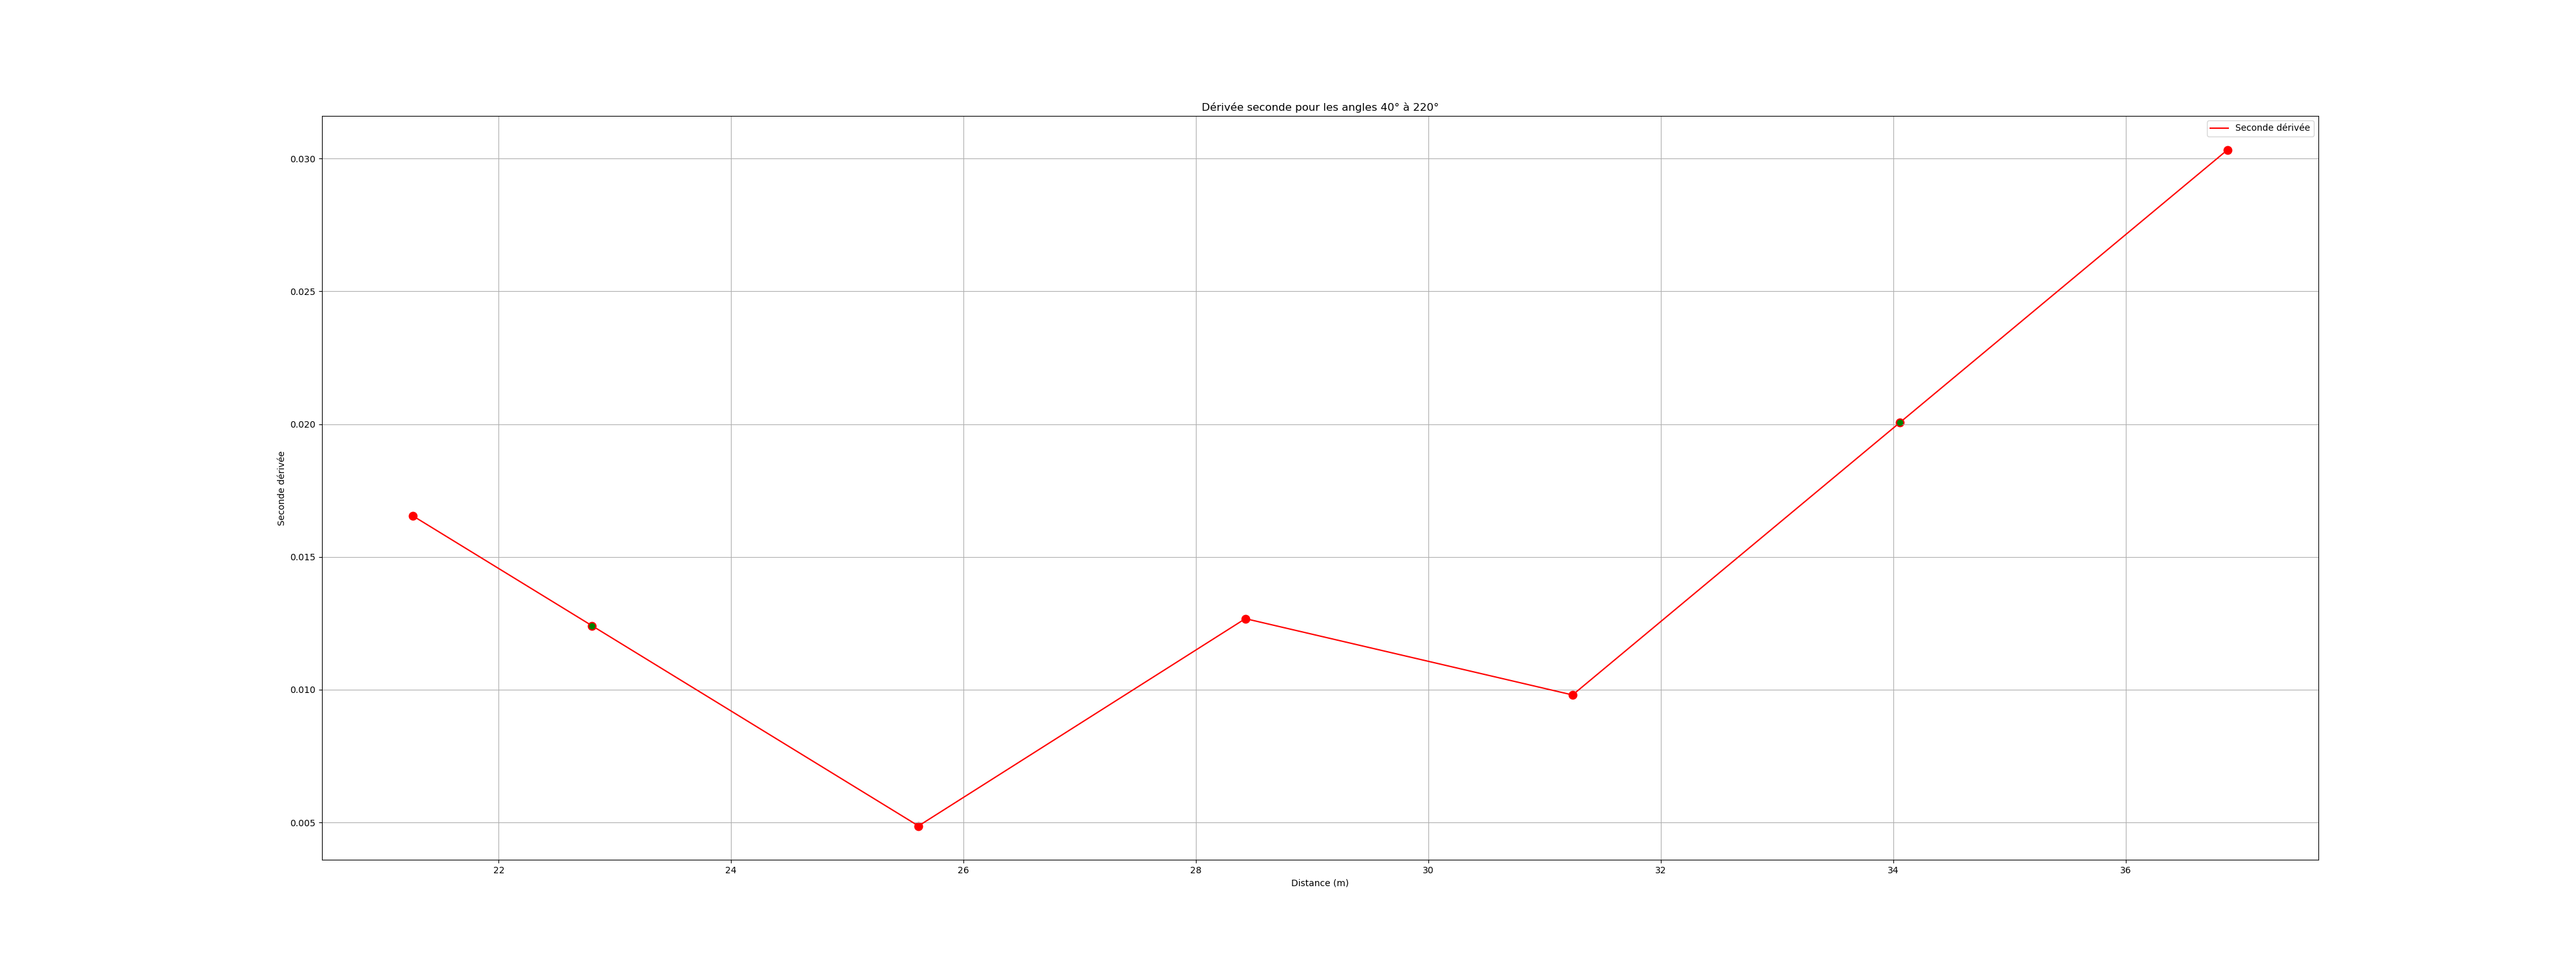 Dérivée seconde pour les angles 40° à 220°
Seconde dérivée
0.030
0.025
0.020
0.015
0.010
0.005
Seconde dérivée
22 24 26 28 30 32 34 36
Distance (m)